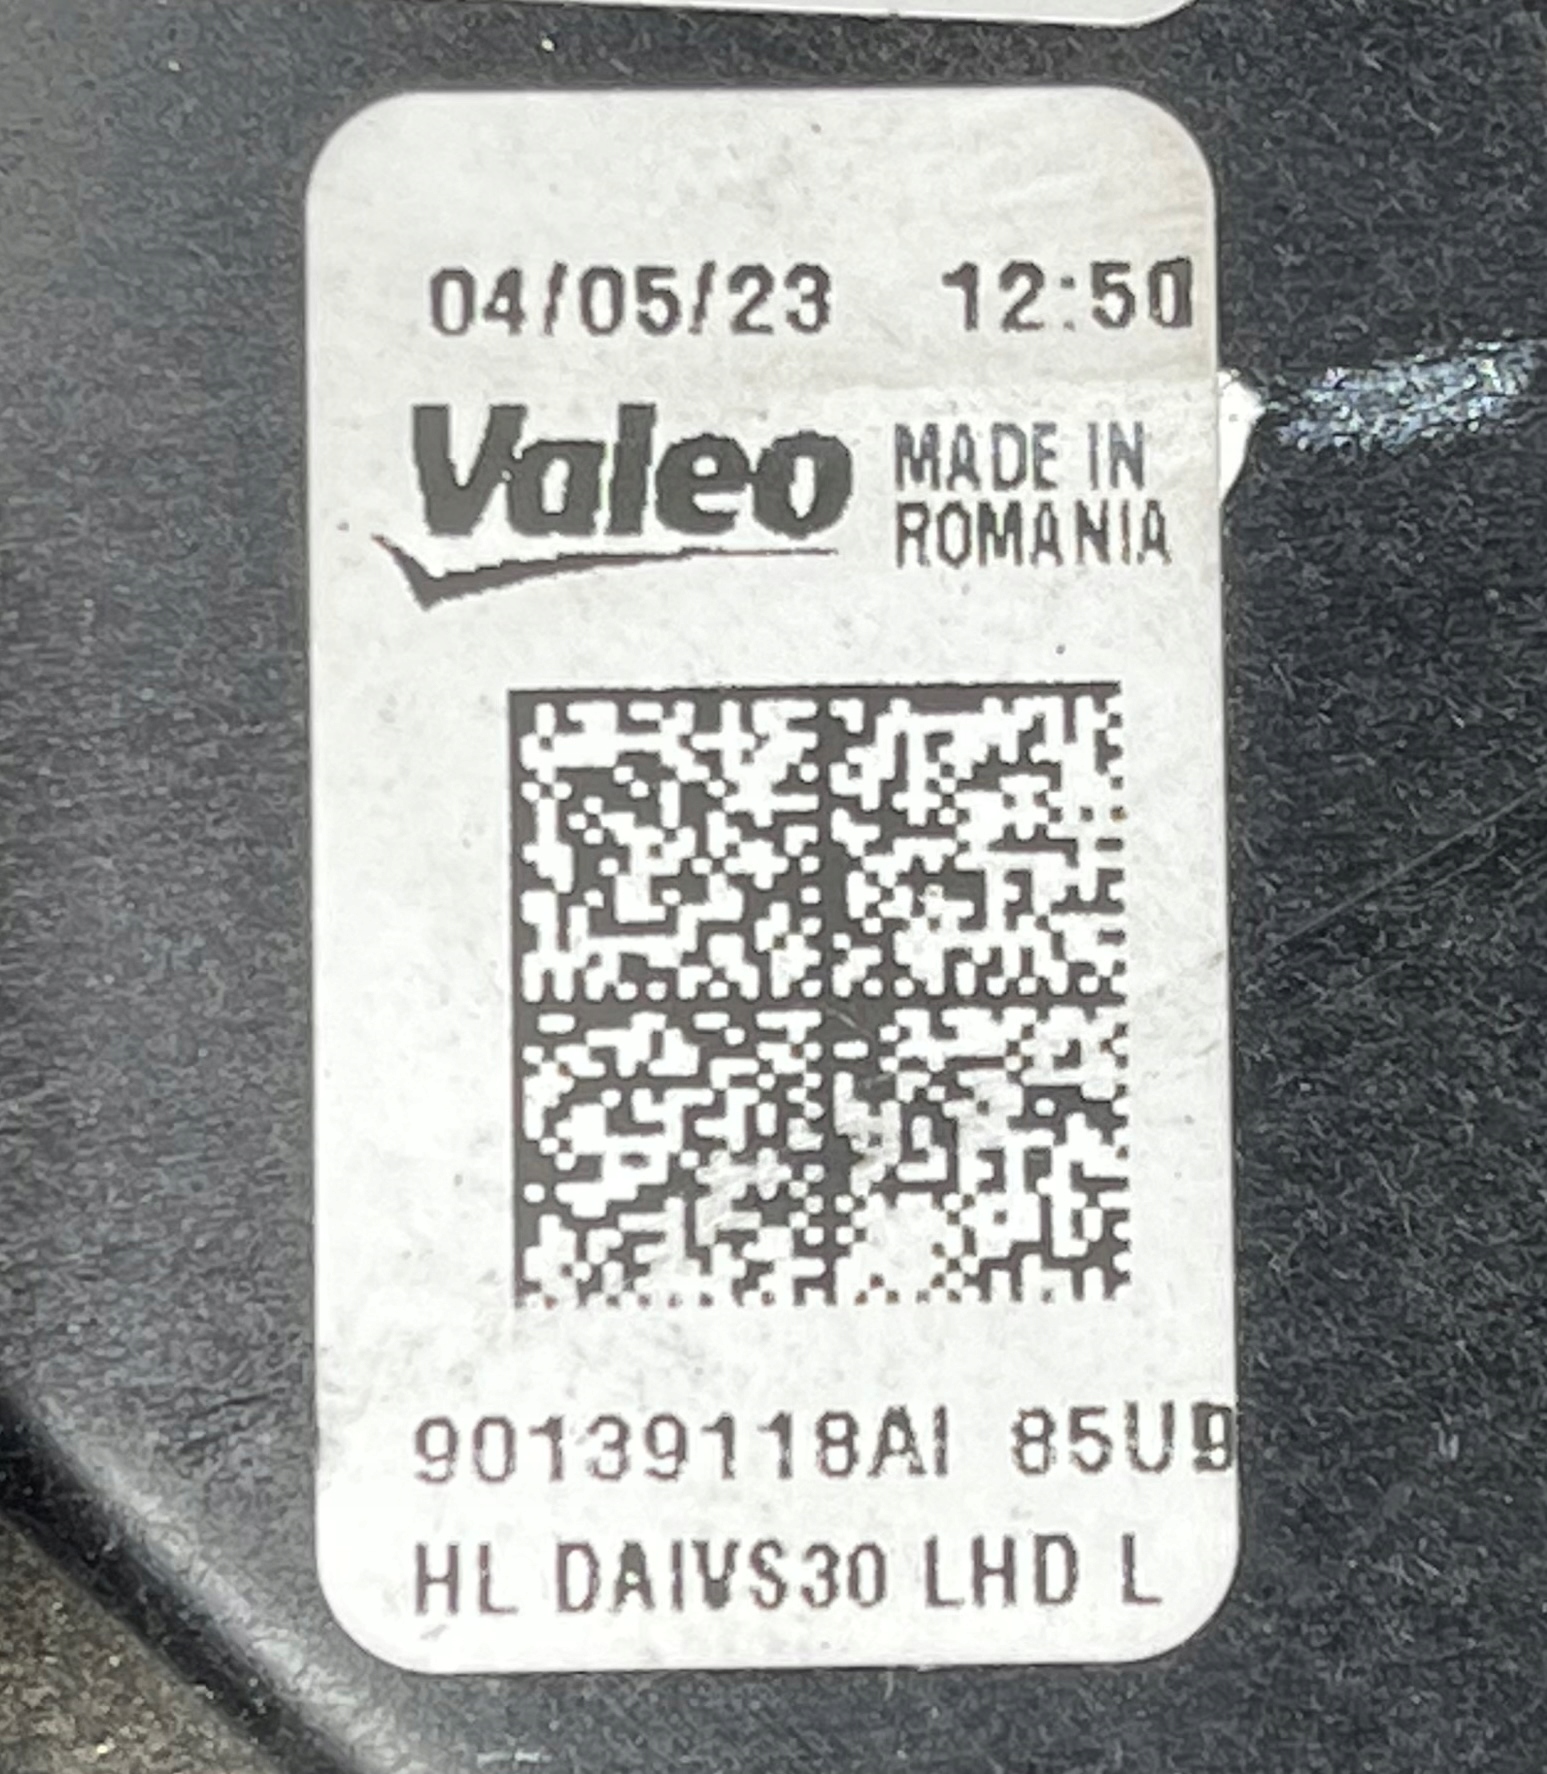 04/05/23 12:50
Valeo MADE IN
ROMANIA
90139118AI 85U9
HL DAIVS30 LHD L